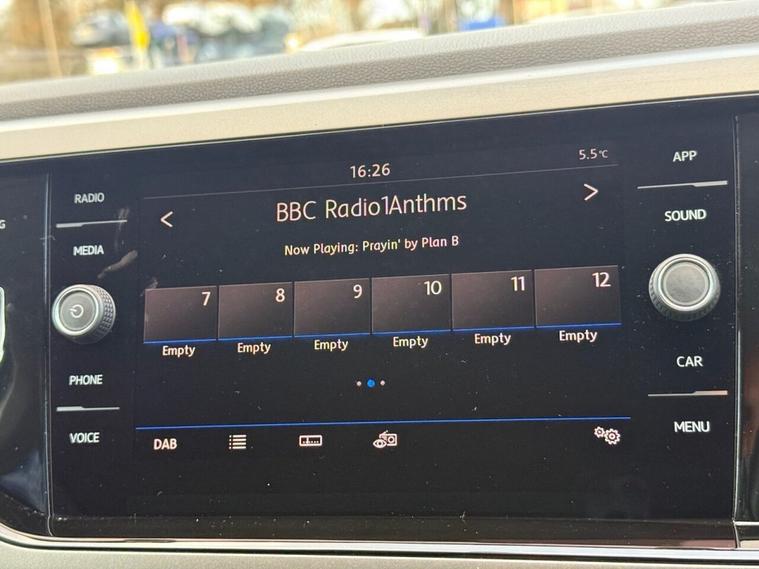 16:26
5.5°C
APP
RADIO
SOUND
<
BBC Radio1Anthms
>
MEDIA
Now Playing: Prayin' by Plan B
7 8 9 10 11 12
Empty Empty Empty Empty Empty Empty
PHONE
CAR
VOICE
DAB
MENU
G